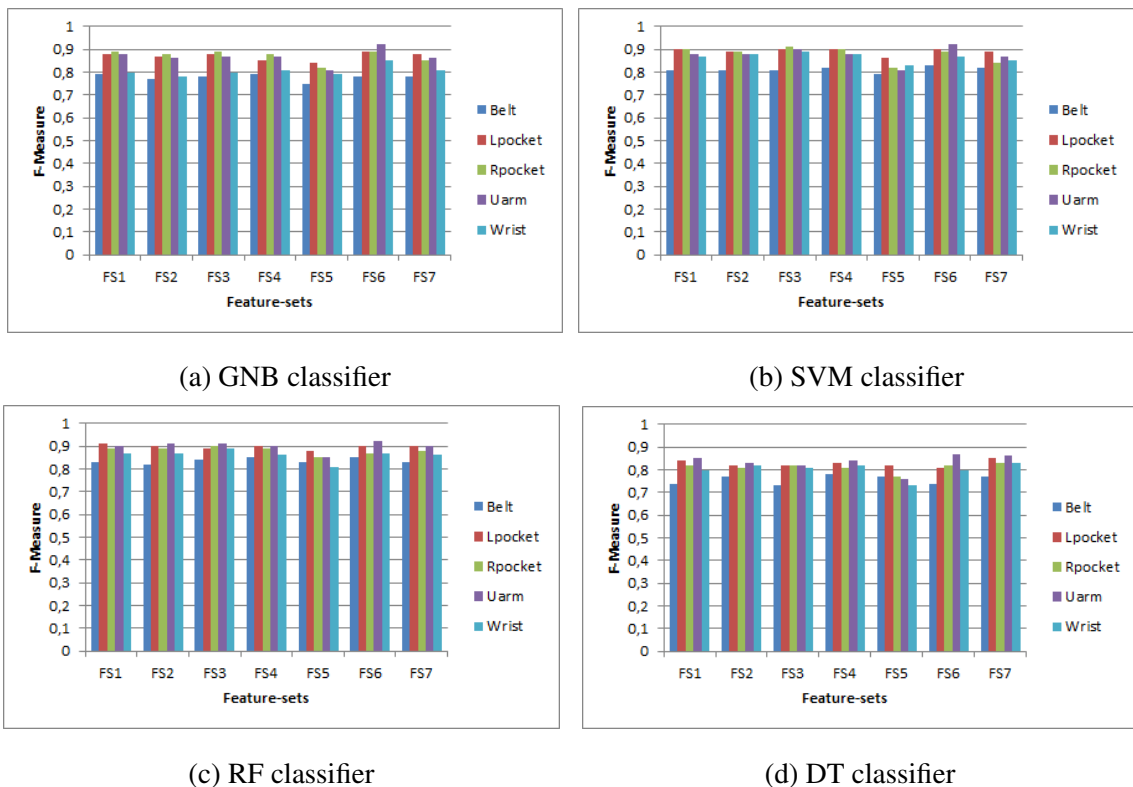 1
0,9
0,8
0,7
0,6
0,5
0,4
0,3
0,2
0,1
0
F-Measure
FS1 FS2 FS3 FS4 FS5 FS6 FS7
Feature-sets
Belt
Lpocket
Rpocket
Uarm
Wrist
(a) GNB classifier
1
0,9
0,8
0,7
0,6
0,5
0,4
0,3
0,2
0,1
0
F-Measure
FS1 FS2 FS3 FS4 FS5 FS6 FS7
Feature-sets
Belt
Lpocket
Rpocket
Uarm
Wrist
(b) SVM classifier
1
0,9
0,8
0,7
0,6
0,5
0,4
0,3
0,2
0,1
0
F-Measure
FS1 FS2 FS3 FS4 FS5 FS6 FS7
Feature-sets
Belt
Lpocket
Rpocket
Uarm
Wrist
(c) RF classifier
1
0,9
0,8
0,7
0,6
0,5
0,4
0,3
0,2
0,1
0
F-Measure
FS1 FS2 FS3 FS4 FS5 FS6 FS7
Feature-sets
Belt
Lpocket
Rpocket
Uarm
Wrist
(d) DT classifier